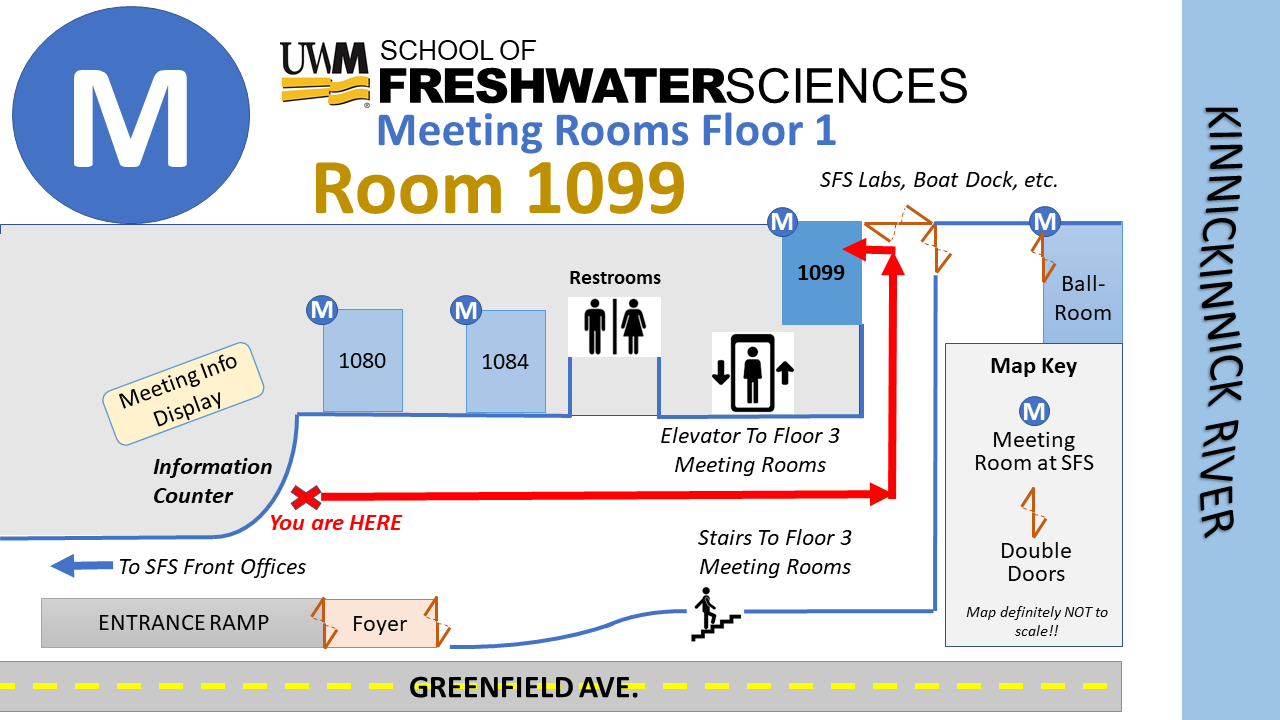 M
UWM
®
SCHOOL OF
FRESHWATERSCIENCES
Meeting Rooms Floor 1
Room 1099
SFS Labs, Boat Dock, etc.
M
M
1099
Restrooms
Ball-
Room
M
M
1080
1084
Meeting Info
Display
Elevator To Floor 3
Meeting Rooms
Information
Counter
You are HERE
Stairs To Floor 3
Meeting Rooms
To SFS Front Offices
ENTRANCE RAMP
Foyer
Map Key
M
Meeting
Room at SFS
Double
Doors
Map definitely NOT to
scale!!
GREENFIELD AVE.
KINNICKINNICK RIVER